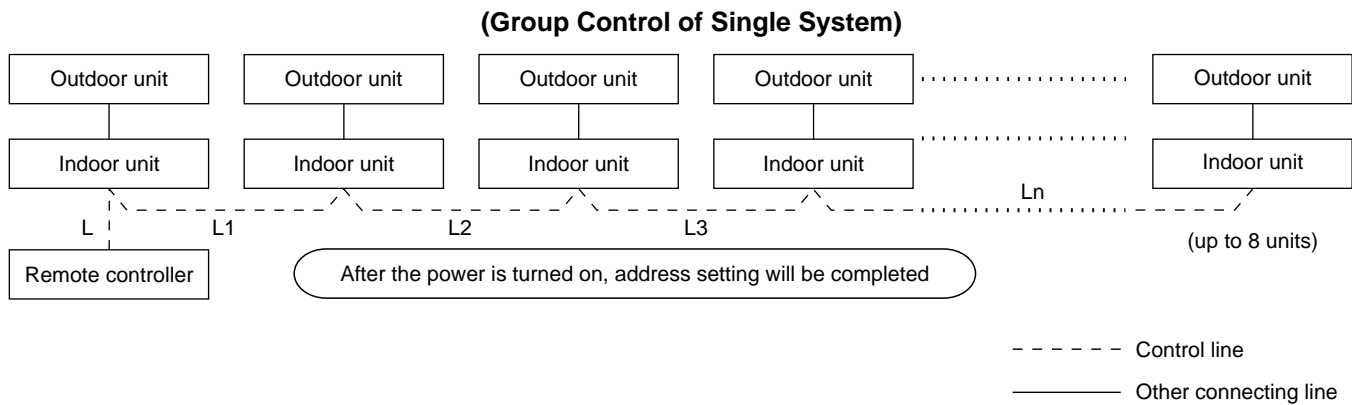 (Group Control of Single System)
Outdoor unit Outdoor unit Outdoor unit Outdoor unit Outdoor unit
Indoor unit Indoor unit Indoor unit Indoor unit Indoor unit
Ln
L L1 L2 L3
(up to 8 units)
Remote controller After the power is turned on, address setting will be completed
Control line
Other connecting line